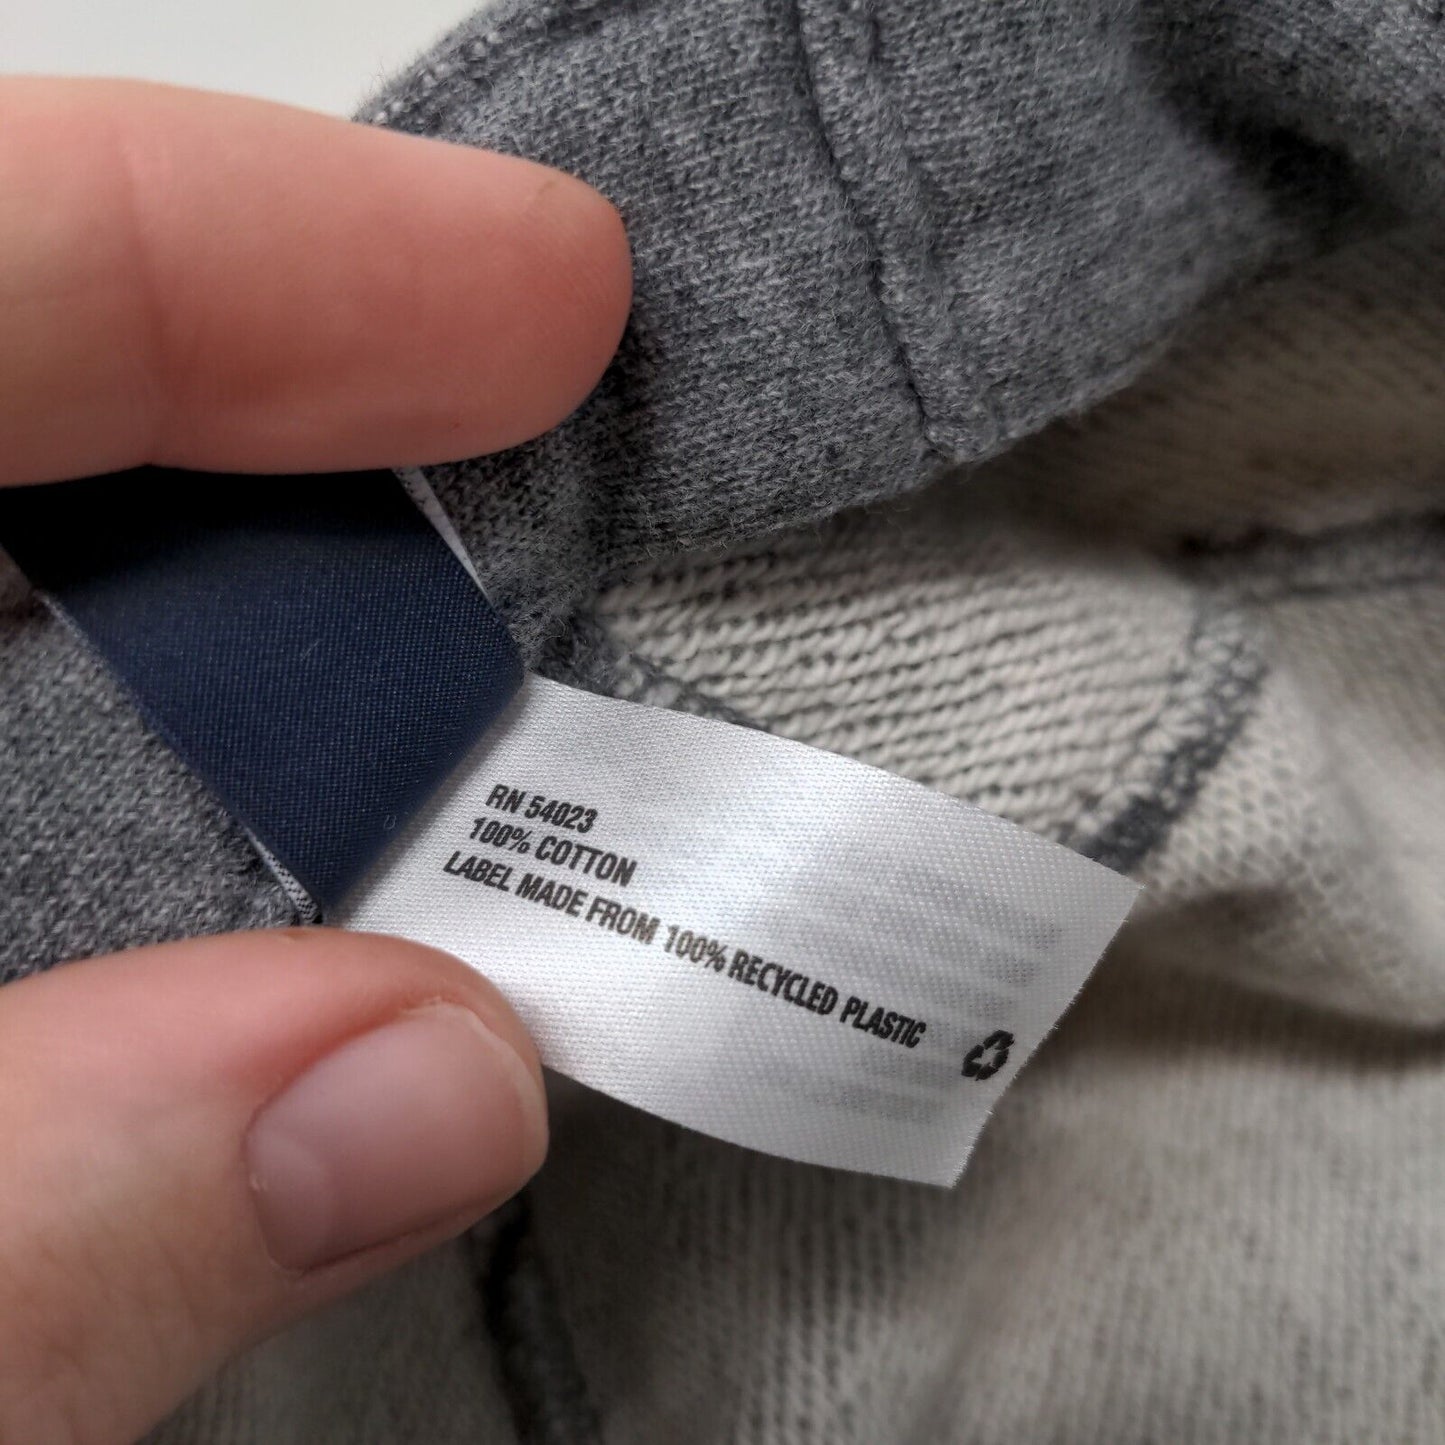 RN 54023
100% COTTON
LABEL MADE FROM 100% RECYCLED PLASTIC